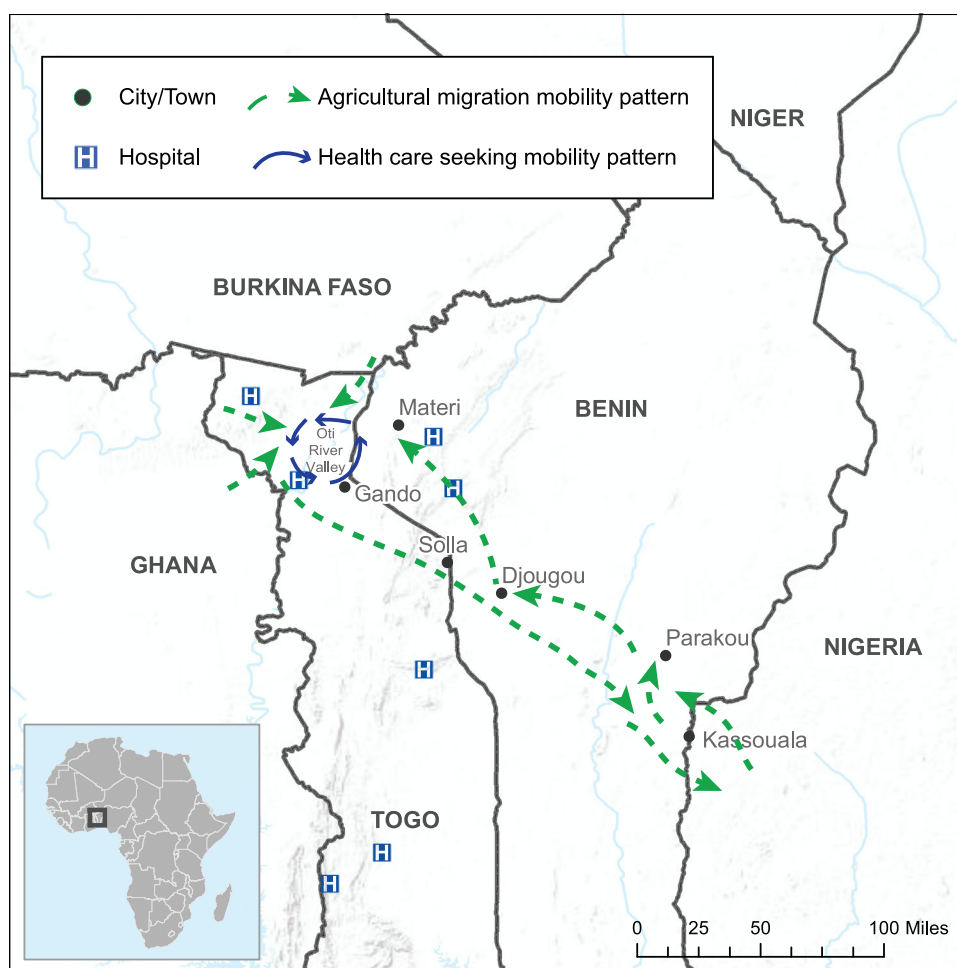 City/Town
Agricultural migration mobility pattern
H
Hospital
Health care seeking mobility pattern
NIGER
BURKINA FASO
H
Materi
BENIN
H
Oti
River
Valley
H
Gando
H
Solla
GHANA
Djougou
Parakou
NIGERIA
H
Kassouala
TOGO
H
H
0 25 50 100 Miles